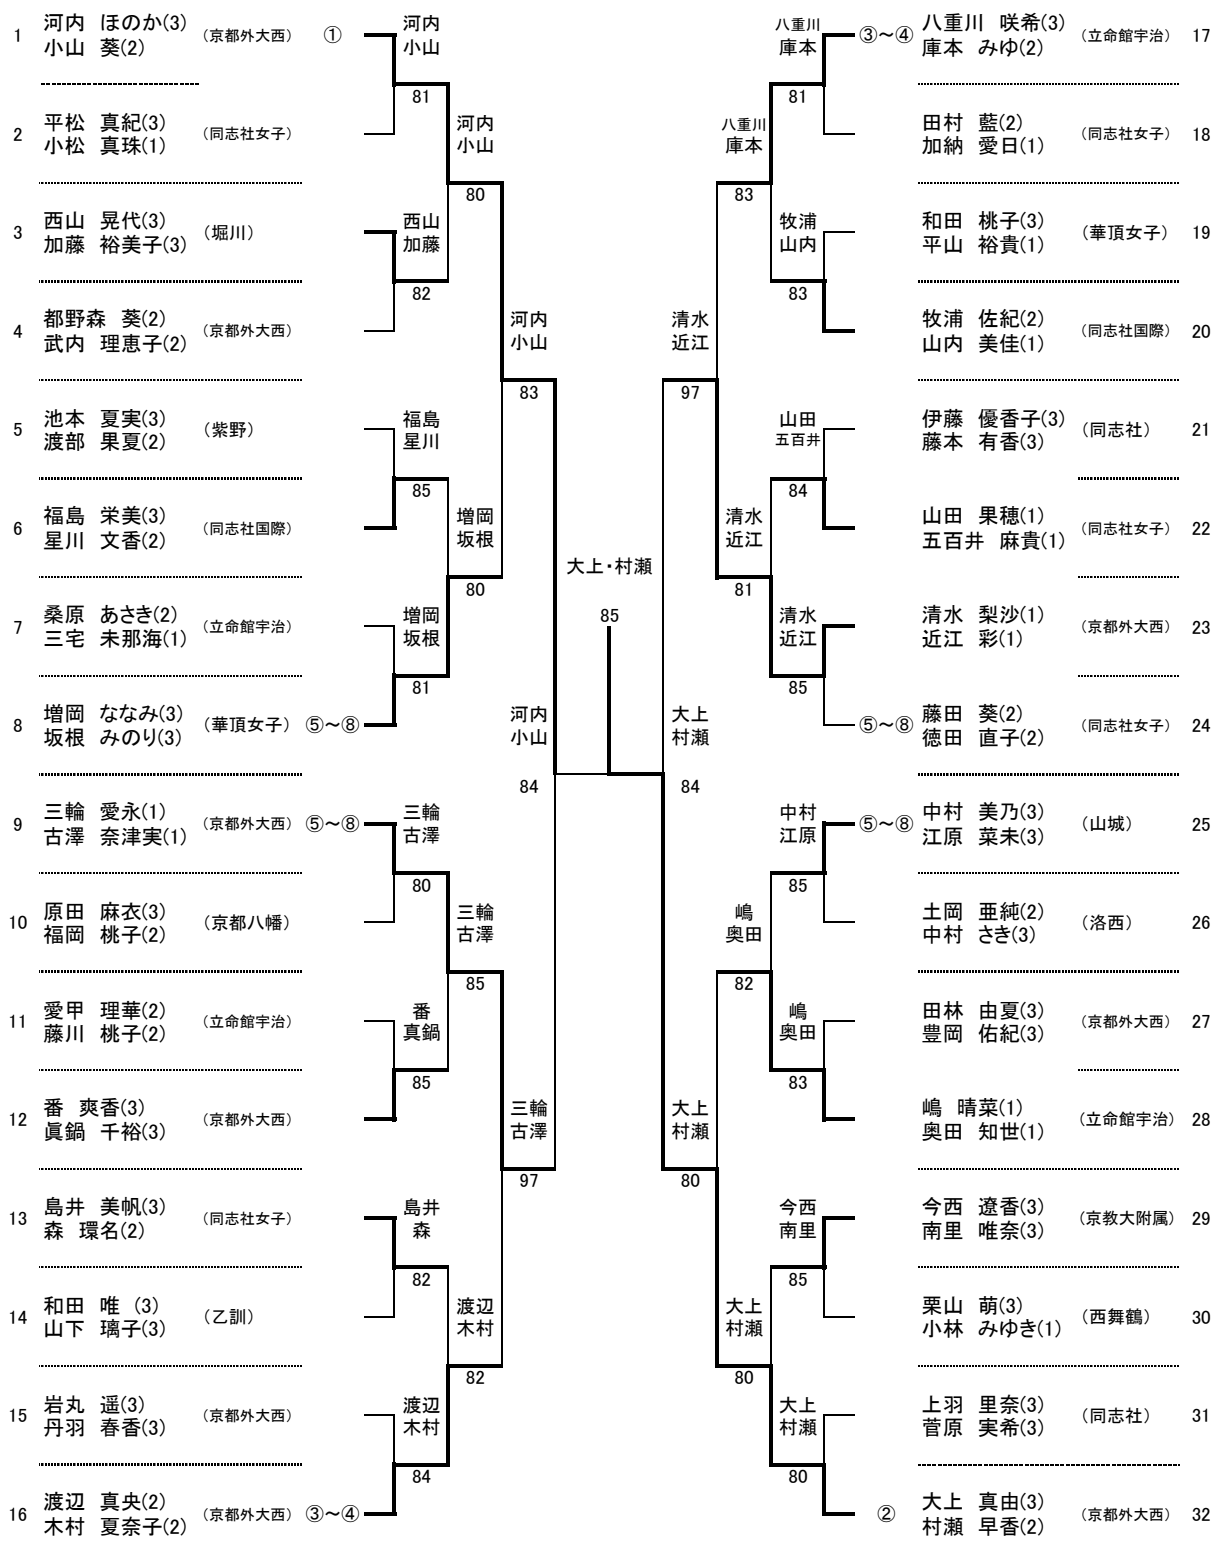 1 河内 ほのか(3) (京都外大西) ①
小山 葵(2)
2 平松 真紀(3) (同志社女子)
小松 真珠(1)
3 西山 晃代(3) (堀川)
加藤 裕美子(3)
4 都野森 葵(2) (京都外大西)
武内 理恵子(2)
5 池本 夏実(3) (紫野)
渡部 果夏(2)
6 福島 栄美(3) (同志社国際)
星川 文香(2)
7 桑原 あさき(2) (立命館宇治)
三宅 未那海(1)
8 増岡 ななみ(3) (華頂女子) ⑤～⑧
坂根 みのり(3)
9 三輪 愛永(1) (京都外大西) ⑤～⑧
古澤 奈津実(1)
10 原田 麻衣(3) (京都八幡)
福岡 桃子(2)
11 愛甲 理華(2) (立命館宇治)
藤川 桃子(2)
12 番 爽香(3) (京都外大西)
眞鍋 千裕(3)
13 島井 美帆(3) (同志社女子)
森 環名(2)
14 和田 唯 (3) (乙訓)
山下 璃子(3)
15 岩丸 遥(3) (京都外大西)
丹羽 春香(3)
16 渡辺 真央(2) (京都外大西) ③～④
木村 夏奈子(2)
河内
小山
81
西山
加藤
82
福島
星川
85
増岡
坂根
81
三輪
古澤
80
番
真鍋
85
島井
森
82
渡辺
木村
84
河内
小山
80
増岡
坂根
80
三輪
古澤
85
渡辺
木村
82
河内
小山
83
三輪
古澤
97
河内
小山
84
大上・村瀬
85
大上
村瀬
84
清水
近江
97
大上
村瀬
80
八重川
庫本
83
清水
近江
81
嶋
奥田
82
大上
村瀬
80
八重川
庫本
81
牧浦
山内
83
山田
五百井
84
清水
近江
85
中村
江原
85
嶋
奥田
83
今西
南里
85
大上
村瀬
80
③～④ 八重川 咲希(3) (立命館宇治) 17
庫本 みゆ(2)
田村 藍(2) (同志社女子) 18
加納 愛日(1)
和田 桃子(3) (華頂女子) 19
平山 裕貴(1)
牧浦 佐紀(2) (同志社国際) 20
山内 美佳(1)
伊藤 優香子(3) (同志社) 21
藤本 有香(3)
山田 果穂(1) (同志社女子) 22
五百井 麻貴(1)
清水 梨沙(1) (京都外大西) 23
近江 彩(1)
⑤～⑧ 藤田 葵(2) (同志社女子) 24
徳田 直子(2)
⑤～⑧ 中村 美乃(3) (山城) 25
江原 菜未(3)
土岡 亜純(2) (洛西) 26
中村 さき(3)
田林 由夏(3) (京都外大西) 27
豊岡 佑紀(3)
嶋 晴菜(1) (立命館宇治) 28
奥田 知世(1)
今西 遼香(3) (京教大附属) 29
南里 唯奈(3)
栗山 萌(3) (西舞鶴) 30
小林 みゆき(1)
上羽 里奈(3) (同志社) 31
菅原 実希(3)
② 大上 真由(3) (京都外大西) 32
村瀬 早香(2)